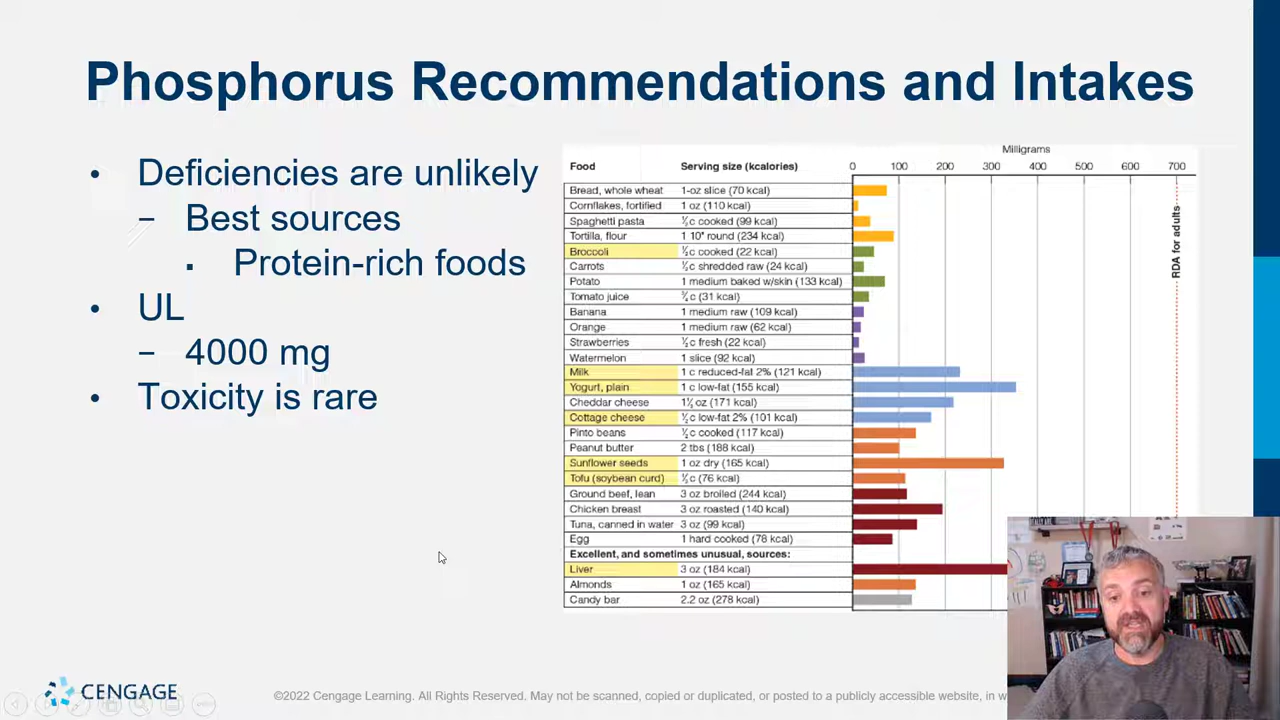 Phosphorus Recommendations and Intakes
• Deficiencies are unlikely
– Best sources
▪ Protein-rich foods
• UL
– 4000 mg
• Toxicity is rare
Milligrams
Food Serving size (kcalories) 0 100 200 300 400 500 600 700
Bread, whole wheat 1-oz slice (70 kcal)
Cornflakes, fortified 1 oz (110 kcal)
Spaghetti pasta ½ c cooked (99 kcal)
Tortilla, flour 1 10" round (234 kcal)
Broccoli ½ c cooked (22 kcal)
Carrots ½ c shredded raw (24 kcal)
Potato 1 medium baked w/skin (133 kcal)
Tomato juice ¾ c (31 kcal)
Banana 1 medium raw (109 kcal)
Orange 1 medium raw (62 kcal)
Strawberries ½ c fresh (22 kcal)
Watermelon 1 slice (92 kcal)
Milk 1 c reduced-fat 2% (121 kcal)
Yogurt, plain 1 c low-fat (155 kcal)
Cheddar cheese 1½ oz (171 kcal)
Cottage cheese ½ c low-fat 2% (101 kcal)
Pinto beans ½ c cooked (117 kcal)
Peanut butter 2 tbs (188 kcal)
Sunflower seeds 1 oz dry (165 kcal)
Tofu (soybean curd) ½ c (76 kcal)
Ground beef, lean 3 oz broiled (244 kcal)
Chicken breast 3 oz roasted (140 kcal)
Tuna, canned in water 3 oz (99 kcal)
Egg 1 hard cooked (78 kcal)
Excellent, and sometimes unusual, sources:
Liver 3 oz (184 kcal)
Almonds 1 oz (165 kcal)
Candy bar 2.2 oz (278 kcal)
RDA for adults
CENGAGE
©2022 Cengage Learning. All Rights Reserved. May not be scanned, copied or duplicated, or posted to a publicly accessible website, in w